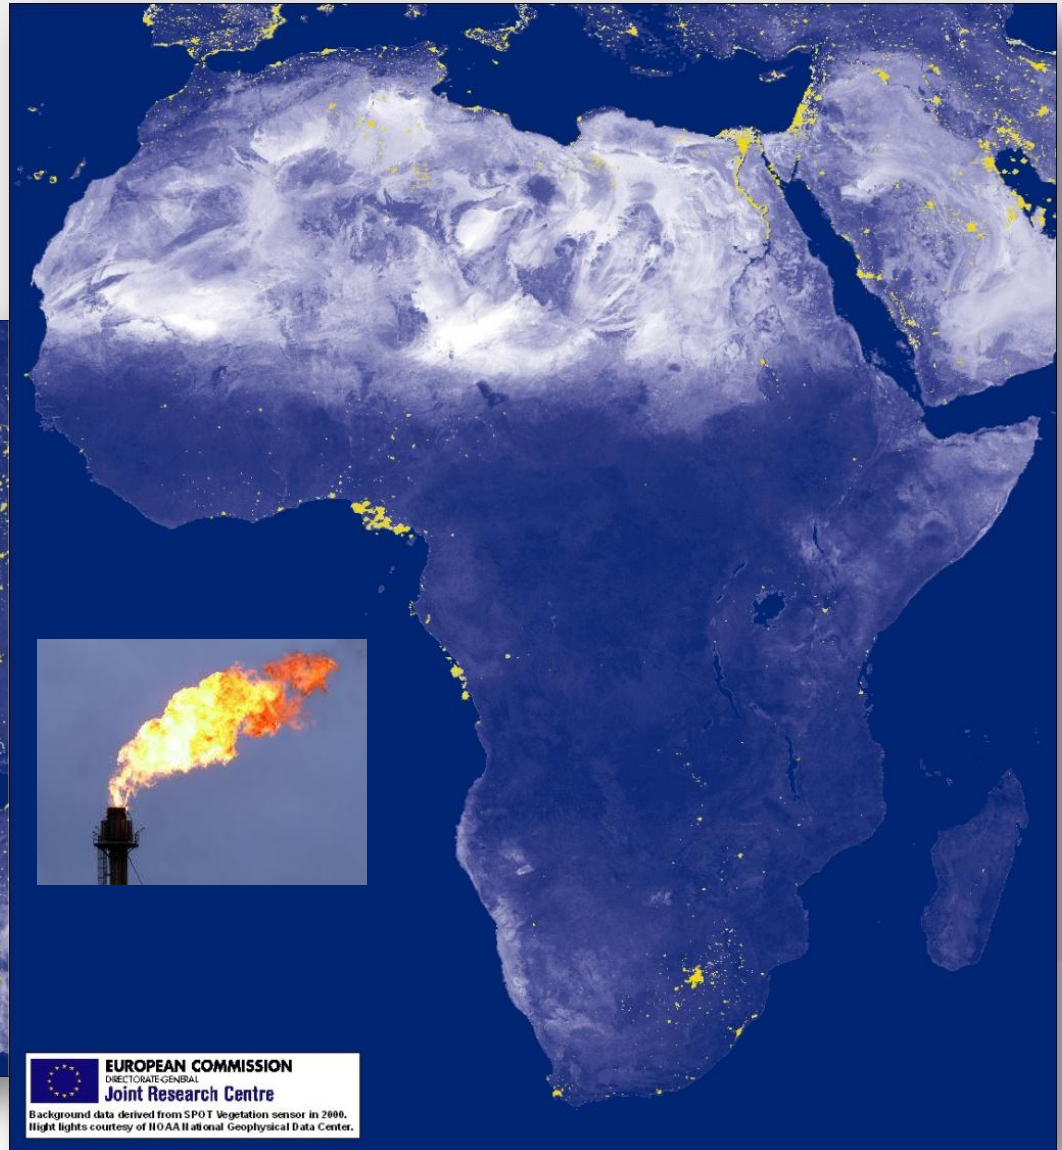 EUROPEAN COMMISSION
DIRECTORATE-GENERAL
Joint Research Centre
Background data derived from SPOT Vegetation sensor in 2000.
Night lights courtesy of NOAA National Geophysical Data Center.